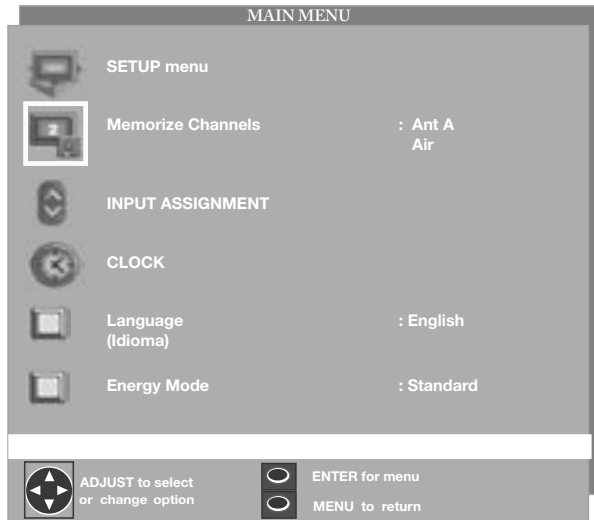 MAIN MENU
SETUP menu
Memorize Channels : Ant A
Air
INPUT ASSIGNMENT
CLOCK
Language : English
(Idioma)
Energy Mode : Standard
ADJUST to select
or change option
ENTER for menu
MENU to return